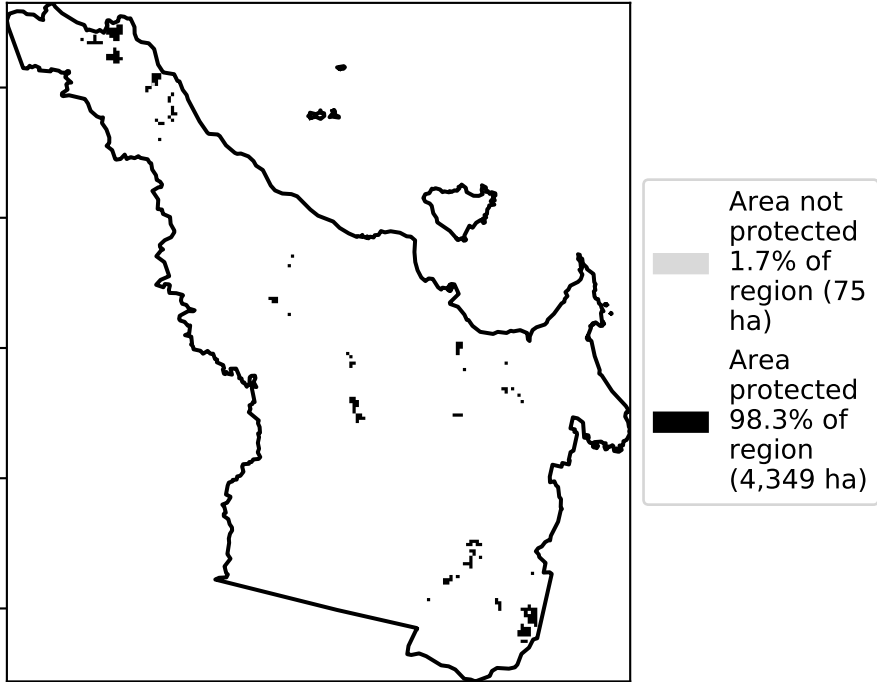 Area not
protected
1.7% of
region (75
ha)
Area
protected
98.3% of
region
(4,349 ha)